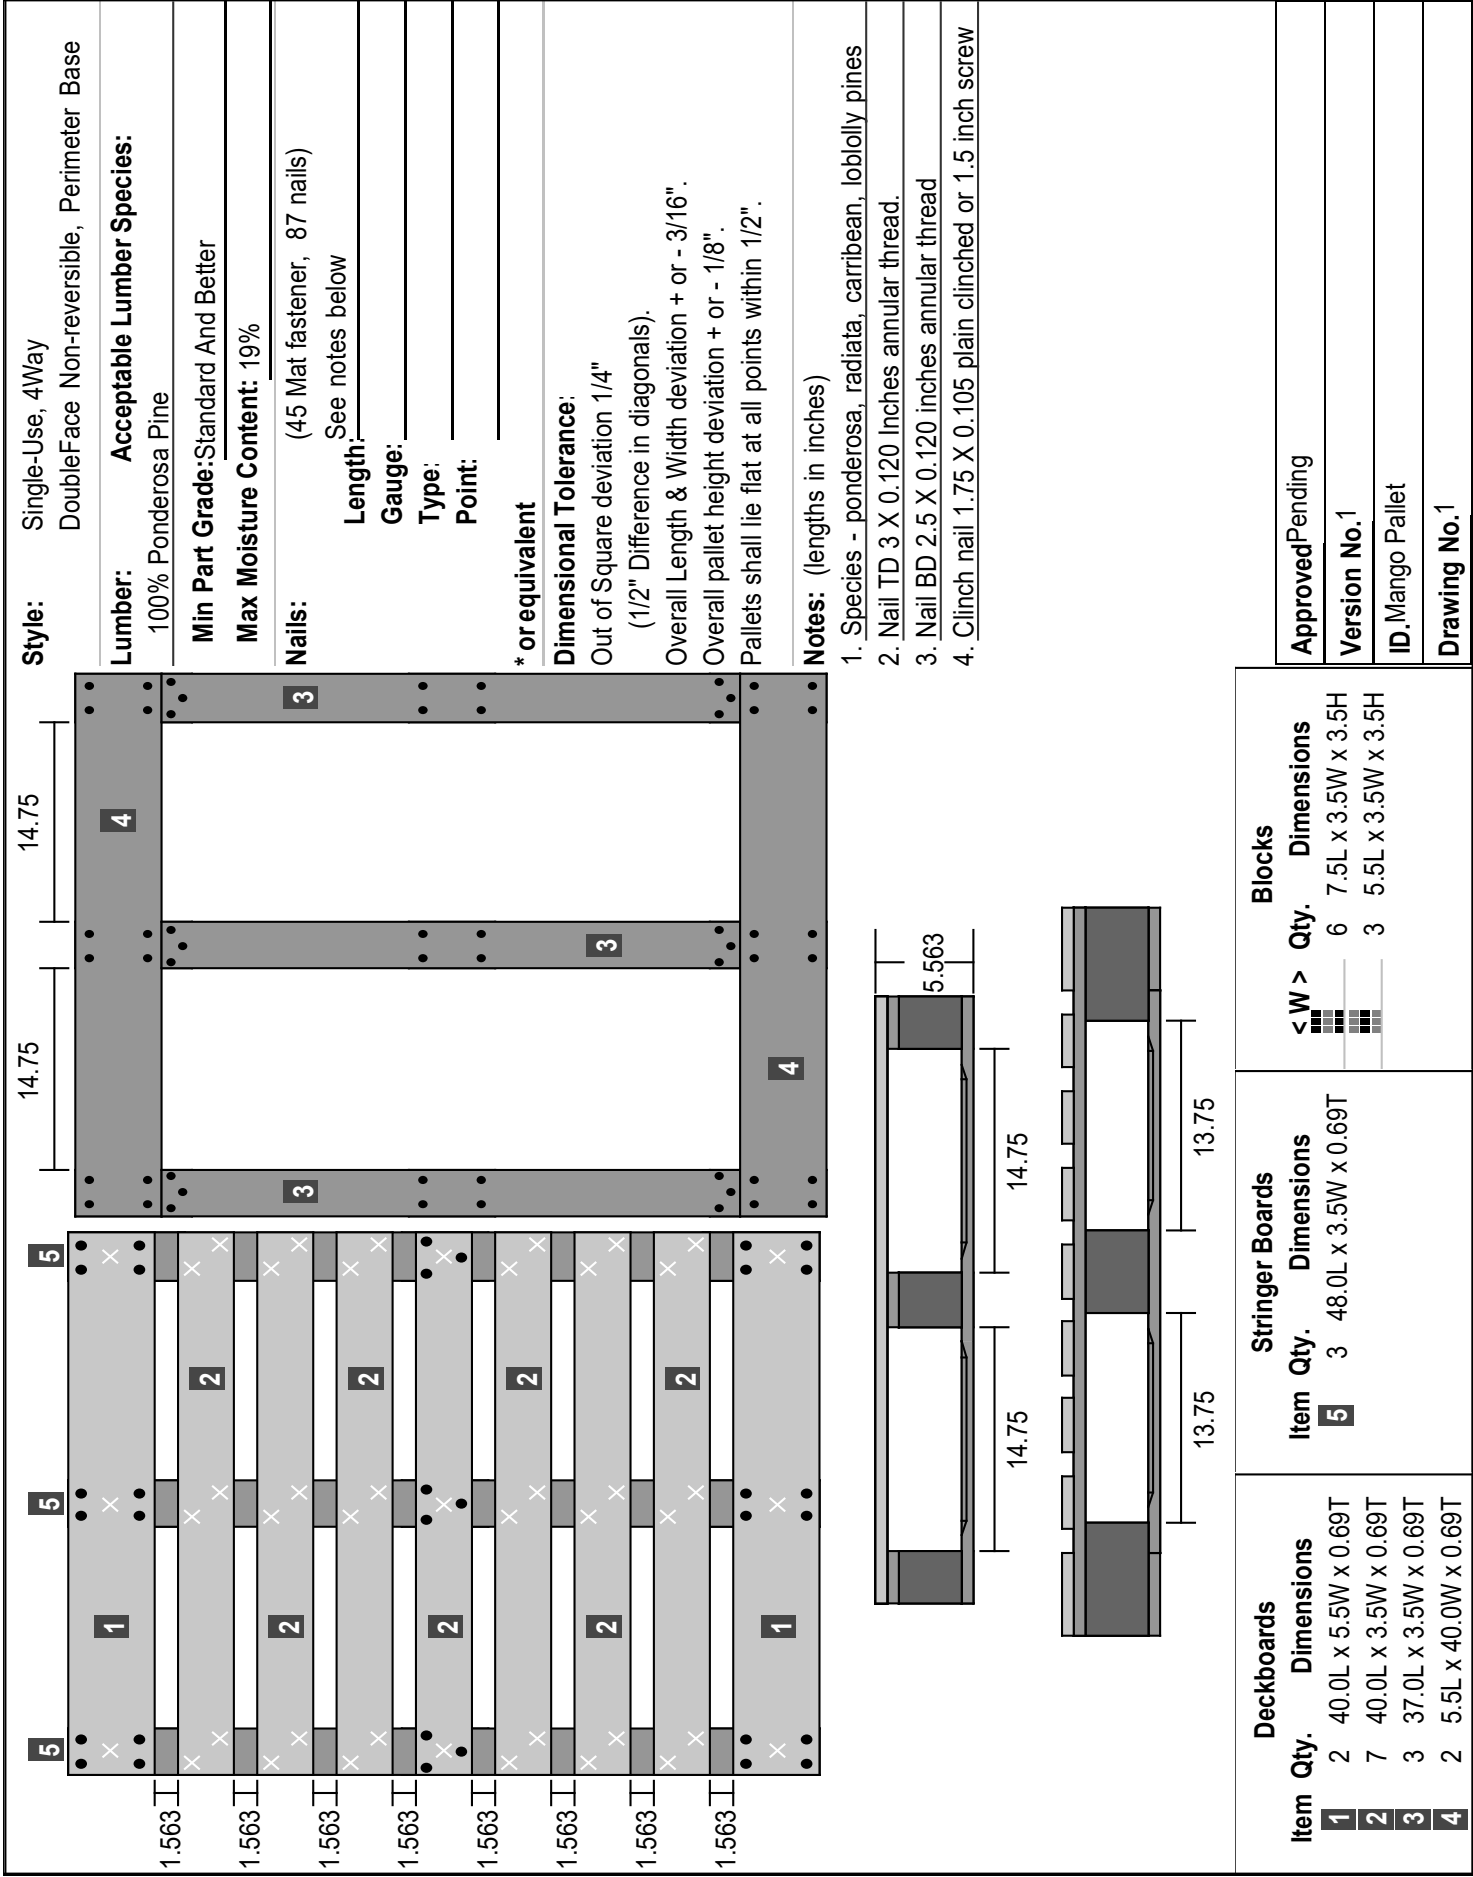 Style: Single-Use, 4Way
DoubleFace Non-reversible, Perimeter Base
Lumber: Acceptable Lumber Species:
100% Ponderosa Pine
Min Part Grade:Standard And Better
Max Moisture Content: 19%
Nails: (45 Mat fastener, 87 nails)
See notes below
Length:
Gauge:
Type:
Point:
* or equivalent
Dimensional Tolerance:
Out of Square deviation 1/4"
(1/2" Difference in diagonals).
Overall Length & Width deviation + or - 3/16".
Overall pallet height deviation + or - 1/8".
Pallets shall lie flat at all points within 1/2".
Notes: (lengths in inches)
1. Species - ponderosa, radiata, carribean, loblolly pines
2. Nail TD 3 X 0.120 Inches annular thread.
3. Nail BD 2.5 X 0.120 inches annular thread
4. Clinch nail 1.75 X 0.105 plain clinched or 1.5 inch screw
14.75 14.75
4
3 3 3
4
5 5 5
1
2
2
2
2
2
2
2
1
1.563
1.563
1.563
1.563
1.563
1.563
1.563
1.563
5.563
14.75 14.75
13.75 13.75
Deckboards
Item Qty. Dimensions
1 2 40.0L x 5.5W x 0.69T
2 7 40.0L x 3.5W x 0.69T
3 3 37.0L x 3.5W x 0.69T
4 2 5.5L x 40.0W x 0.69T
Stringer Boards
Item Qty. Dimensions
5 3 48.0L x 3.5W x 0.69T
Blocks
< W > Qty. Dimensions
6 7.5L x 3.5W x 3.5H
3 5.5L x 3.5W x 3.5H
ApprovedPending
Version No.1
ID.Mango Pallet
Drawing No.1